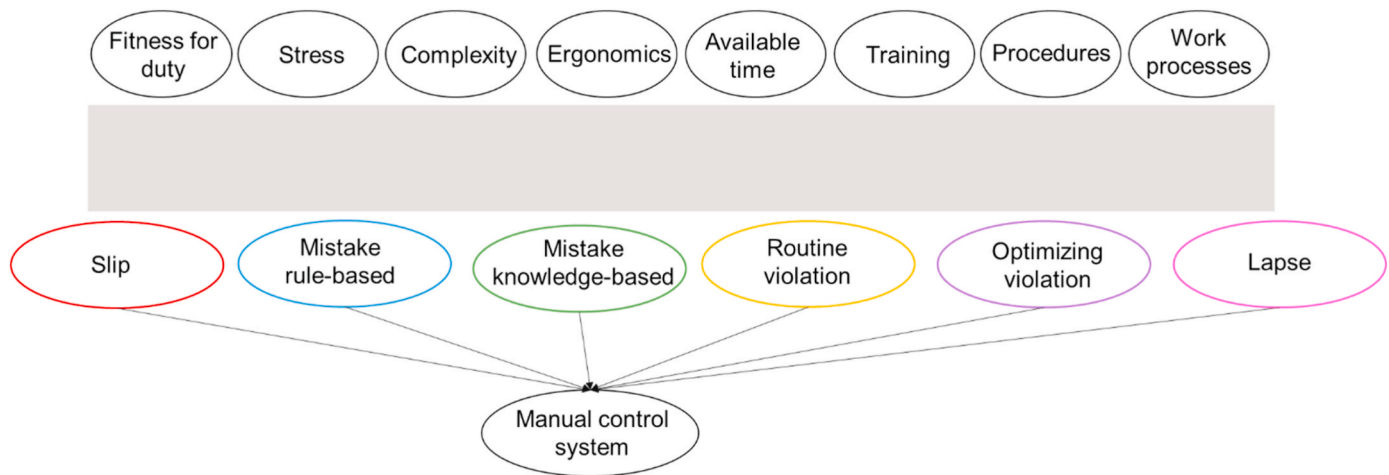 Fitness for
duty
Stress
Complexity
Ergonomics
Available
time
Training
Procedures
Work
processes
Slip
Mistake
rule-based
Mistake
knowledge-based
Routine
violation
Optimizing
violation
Lapse
Manual control
system